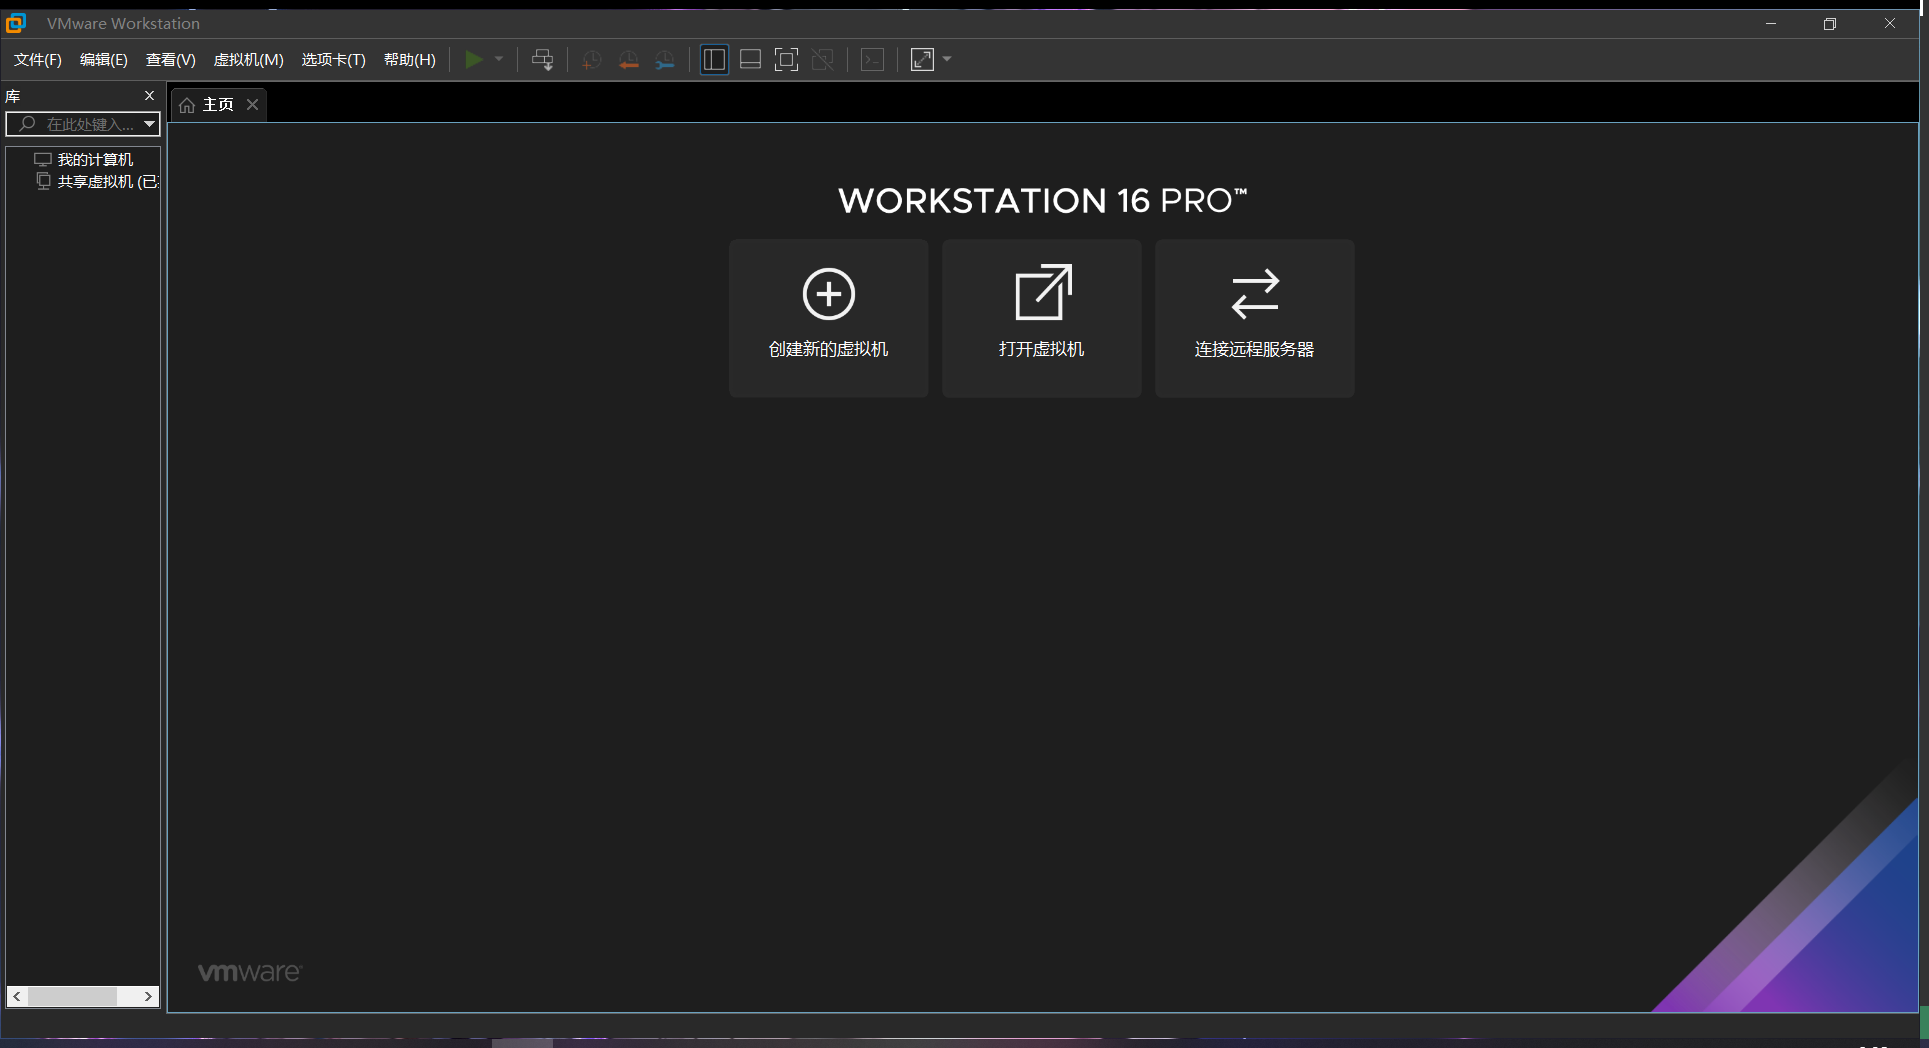 VMware Workstation
文件(F) 编辑(E) 查看(V) 虚拟机(M) 选项卡(T) 帮助(H)
库
主页
在此处键入...
我的计算机
共享虚拟机 (已
WORKSTATION 16 PRO™
创建新的虚拟机 打开虚拟机 连接远程服务器
vmware